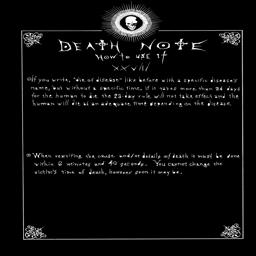 DEATH NOTE
HOW TO USE IT
XXVIII
If you write, "die of disease" like before with a specific disease's
name, but without a specific time, if it takes more than 24 days
for the human to die the 23-day rule will not take effect and the
human will die at an adequate time depending on the disease.
When rewriting the cause and/or details of death it must be done
within 6 minutes and 40 seconds. You cannot change the
victim's time of death, however soon it may be.